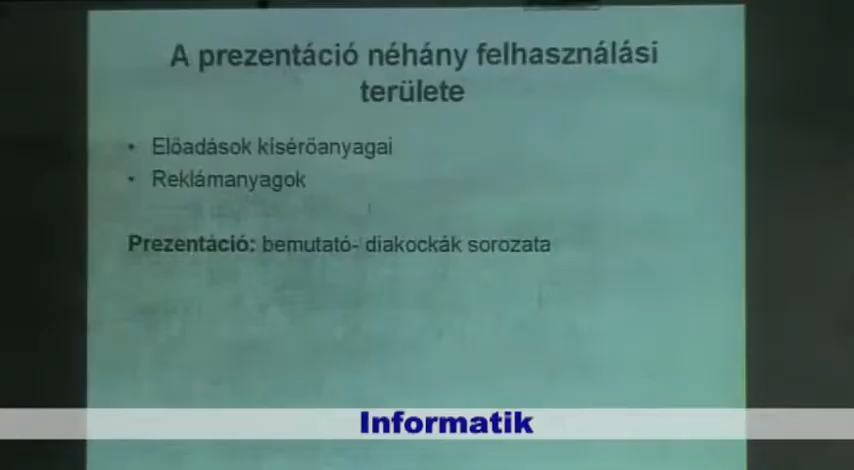 A prezentáció néhány felhasználási
területe
• Előadások kísérőanyagai
• Reklámanyagok
Prezentáció: bemutató- diakockák sorozata
Informatik